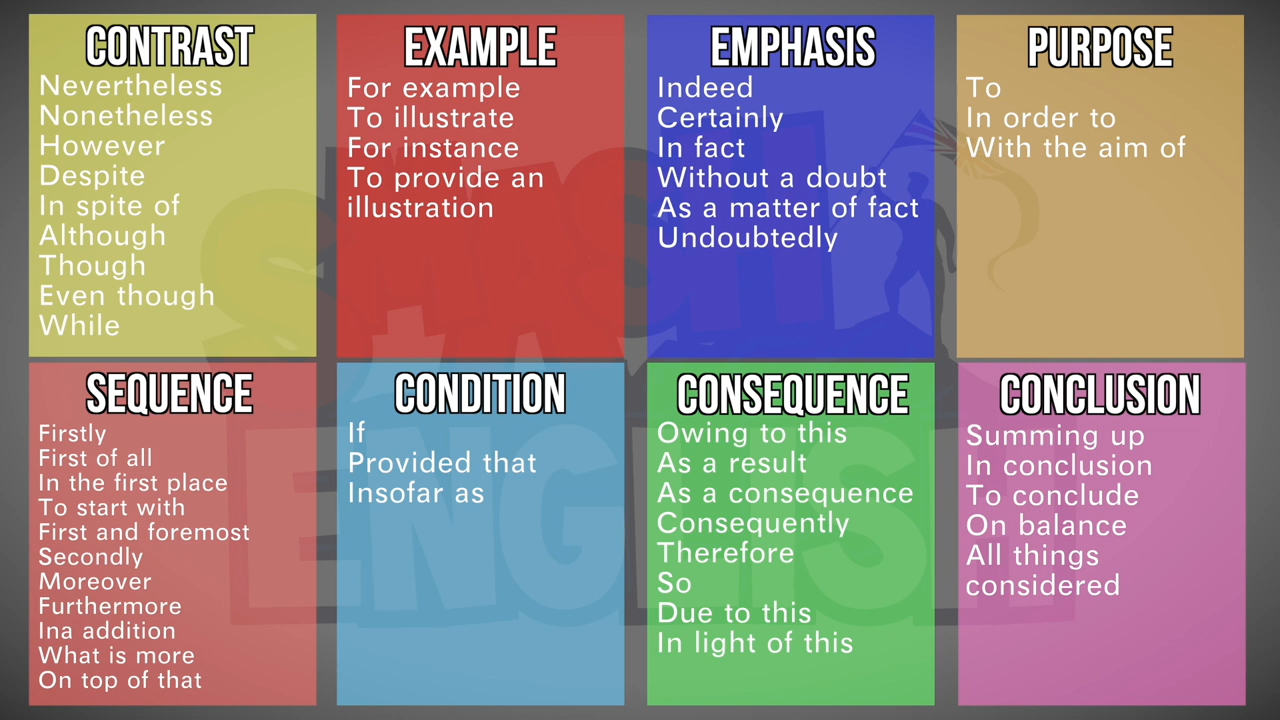 CONTRAST
Nevertheless
Nonetheless
However
Despite
In spite of
Although
Though
Even though
While
EXAMPLE
For example
To illustrate
For instance
To provide an
illustration
EMPHASIS
Indeed
Certainly
In fact
Without a doubt
As a matter of fact
Undoubtedly
PURPOSE
To
In order to
With the aim of
SEQUENCE
Firstly
First of all
In the first place
To start with
First and foremost
Secondly
Moreover
Furthermore
Ina addition
What is more
On top of that
CONDITION
If
Provided that
Insofar as
CONSEQUENCE
Owing to this
As a result
As a consequence
Consequently
Therefore
So
Due to this
In light of this
CONCLUSION
Summing up
In conclusion
To conclude
On balance
All things
considered
SMASH
ENGLISH